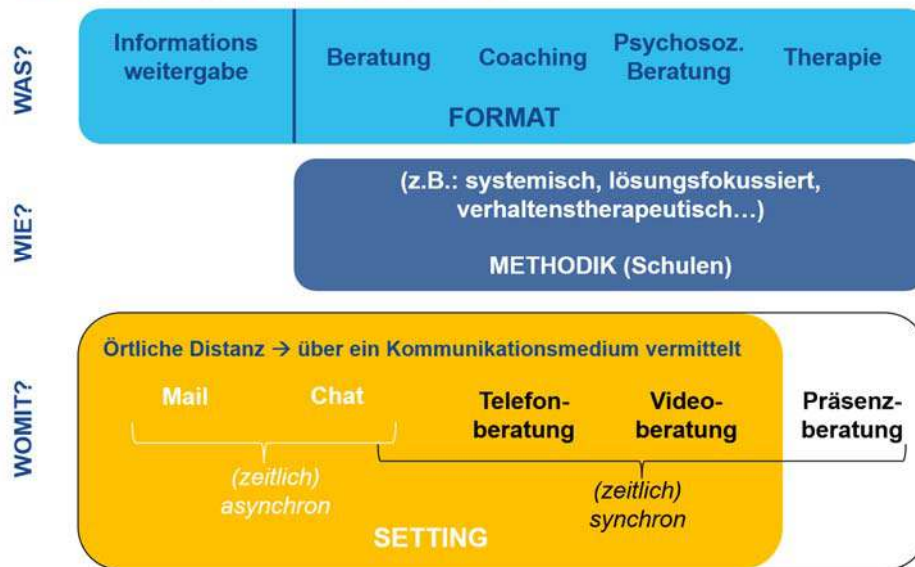 WAS?
Informations
weitergabe
Beratung
Coaching
Psychosoz.
Beratung
Therapie
FORMAT
WIE?
(z.B.: systemisch, lösungsfokussiert,
verhaltenstherapeutisch…)
METHODIK (Schulen)
WOMIT?
Örtliche Distanz → über ein Kommunikationsmedium vermittelt
Mail
Chat
Telefon-
beratung
Video-
beratung
Präsenz-
beratung
(zeitlich)
asynchron
(zeitlich)
synchron
SETTING